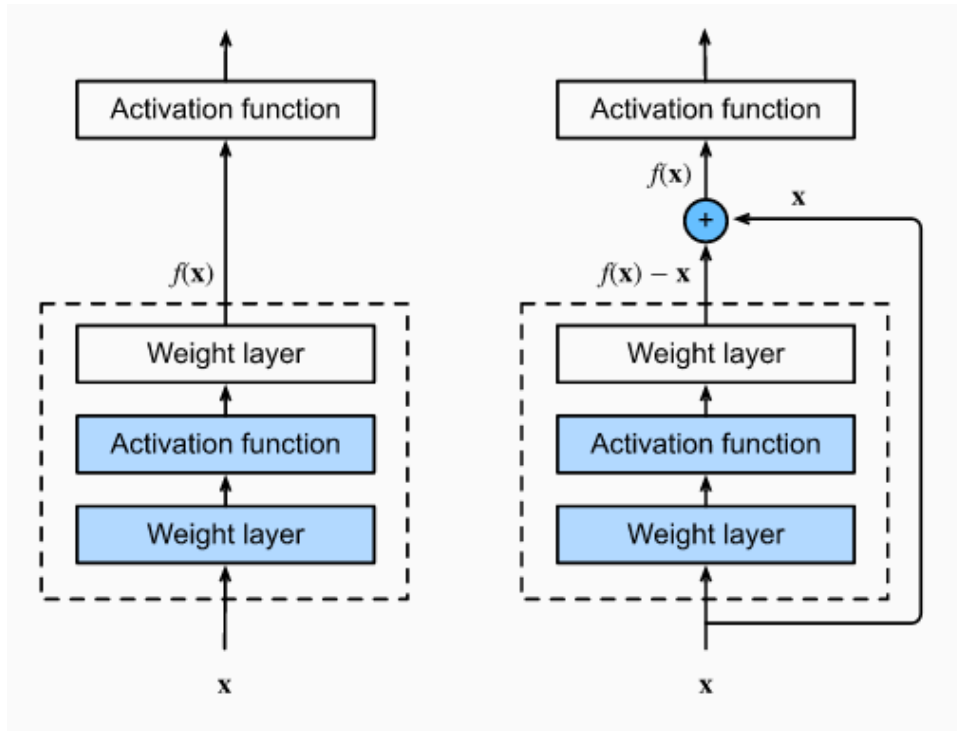 Activation function
f(x)
Weight layer
Activation function
Weight layer
x
Activation function
f(x)
x
+
f(x) − x
Weight layer
Activation function
Weight layer
x